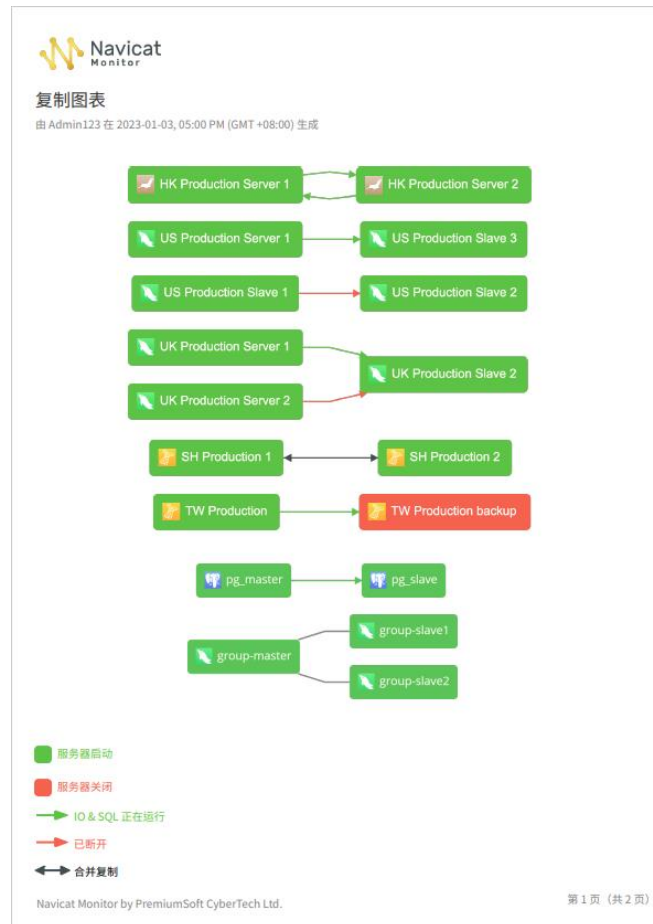 Navicat
Monitor
复制图表
由 Admin123 在 2023-01-03, 05:00 PM (GMT +08:00) 生成
HK Production Server 1
HK Production Server 2
US Production Server 1
US Production Slave 3
US Production Slave 1
US Production Slave 2
UK Production Server 1
UK Production Slave 2
UK Production Server 2
SH Production 1
SH Production 2
TW Production
TW Production backup
pg_master
pg_slave
group-slave1
group-master
group-slave2
服务器启动
服务器关闭
IO & SQL 正在运行
已断开
合并复制
Navicat Monitor by PremiumSoft CyberTech Ltd.
第 1 页（共 2 页）